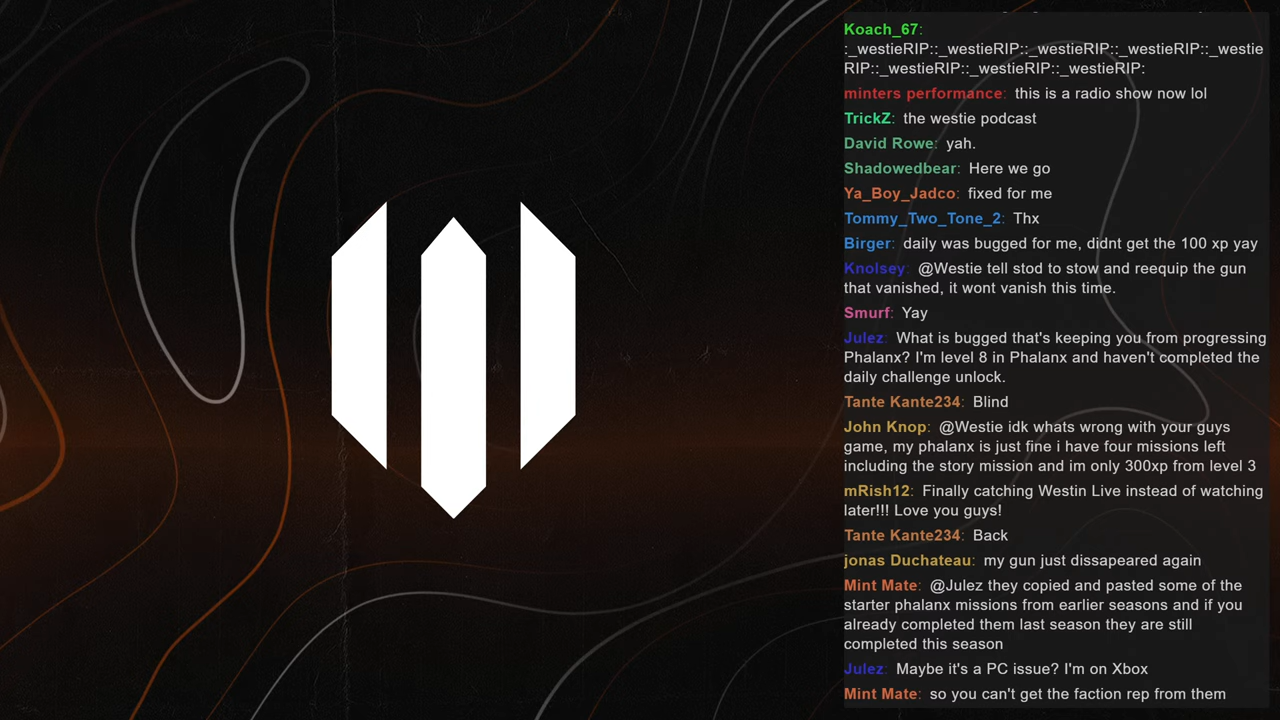 Koach_67:
:_westieRIP::_westieRIP::_westieRIP::_westieRIP::_westie
RIP::_westieRIP::_westieRIP::_westieRIP:
minters performance: this is a radio show now lol
TrickZ: the westie podcast
David Rowe: yah.
Shadowedbear: Here we go
Ya_Boy_Jadco: fixed for me
Tommy_Two_Tone_2: Thx
Birger: daily was bugged for me, didnt get the 100 xp yay
Knolsey: @Westie tell stod to stow and reequip the gun
that vanished, it wont vanish this time.
Smurf: Yay
Julez: What is bugged that's keeping you from progressing
Phalanx? I'm level 8 in Phalanx and haven't completed the
daily challenge unlock.
Tante Kante234: Blind
John Knop: @Westie idk whats wrong with your guys
game, my phalanx is just fine i have four missions left
including the story mission and im only 300xp from level 3
mRish12: Finally catching Westin Live instead of watching
later!!! Love you guys!
Tante Kante234: Back
jonas Duchateau: my gun just dissapeared again
Mint Mate: @Julez they copied and pasted some of the
starter phalanx missions from earlier seasons and if you
already completed them last season they are still
completed this season
Julez: Maybe it's a PC issue? I'm on Xbox
Mint Mate: so you can't get the faction rep from them